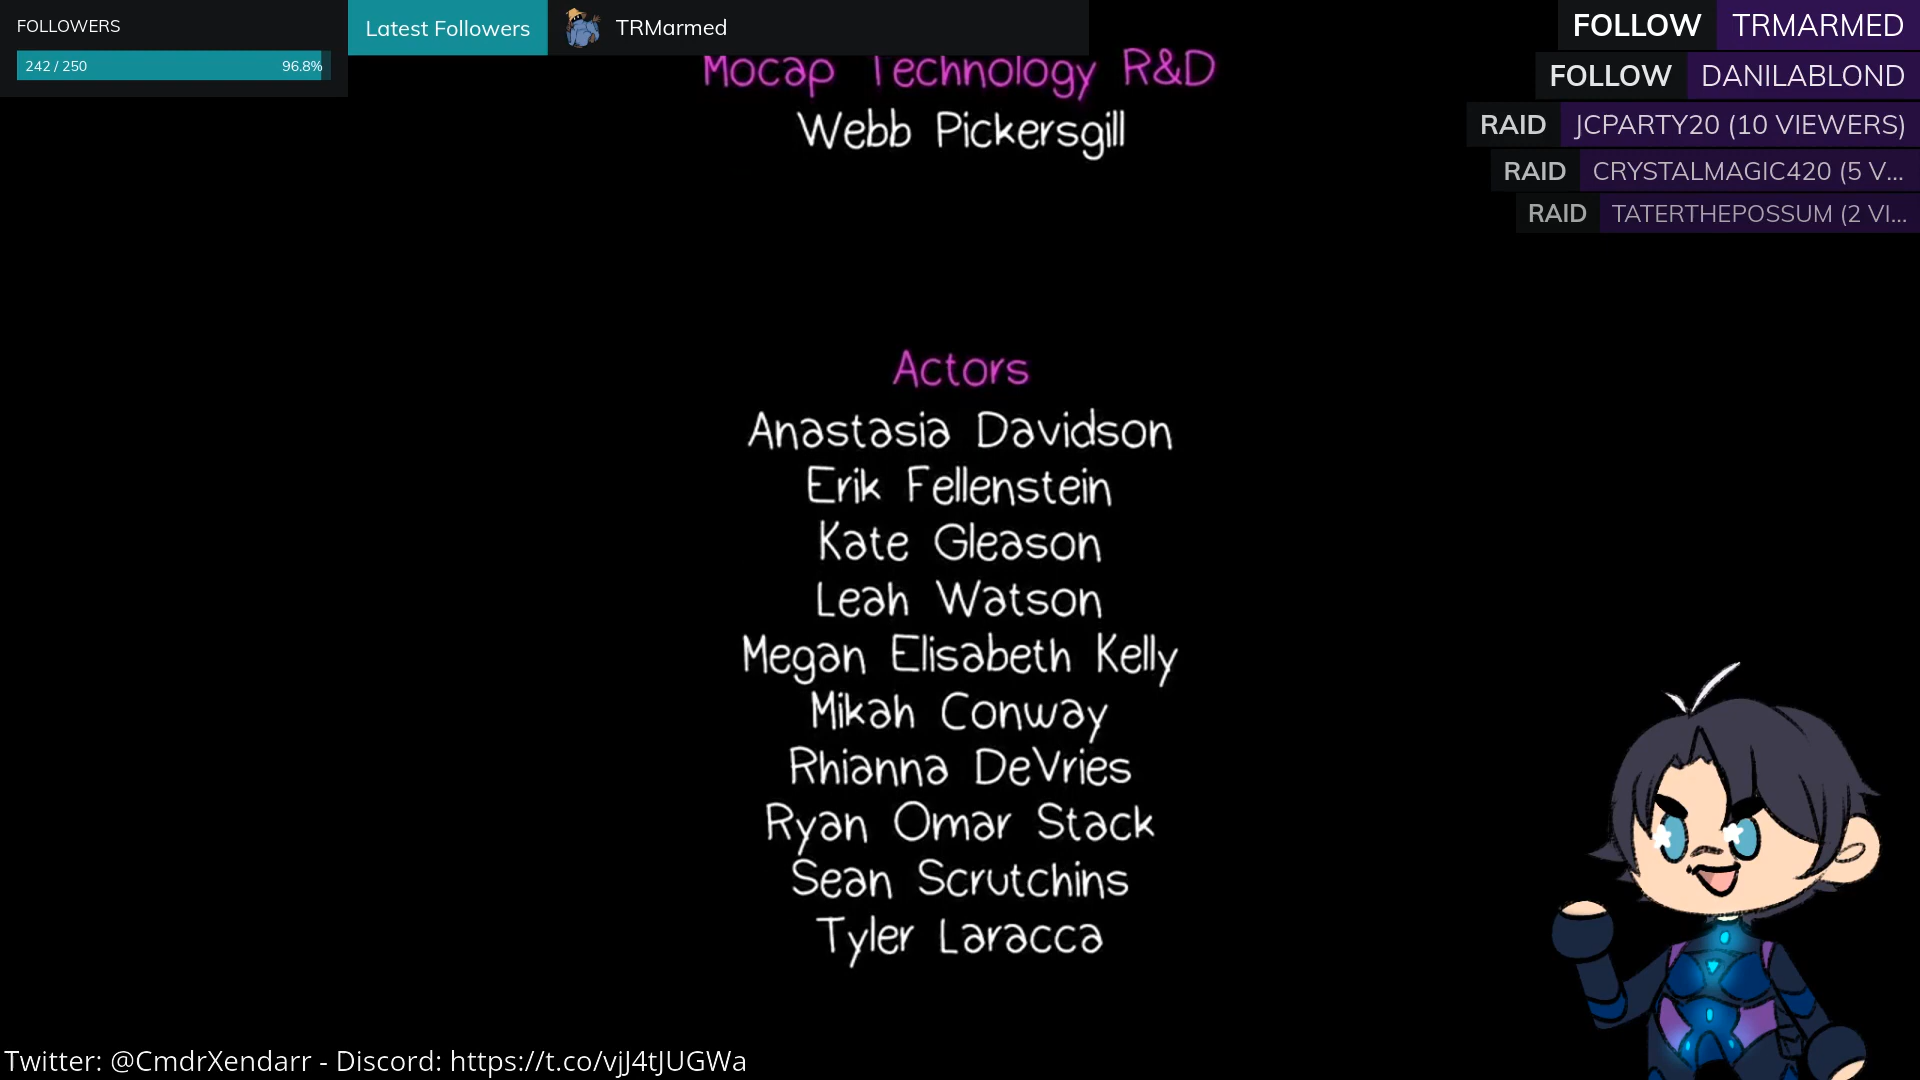 FOLLOWERS
242 / 250 96.8%
Latest Followers TRMarmed
FOLLOW TRMARMED
FOLLOW DANILABLOND
RAID JCPARTY20 (10 VIEWERS)
RAID CRYSTALMAGIC420 (5 V...
RAID TATERTHEPOSSUM (2 VI...
Mocap Technology R&D
Webb Pickersgill
Actors
Anastasia Davidson
Erik Fellenstein
Kate Gleason
Leah Watson
Megan Elisabeth Kelly
Mikah Conway
Rhianna DeVries
Ryan Omar Stack
Sean Scrutchins
Tyler Laracca
Twitter: @CmdrXendarr - Discord: https://t.co/vjJ4tJUGWa